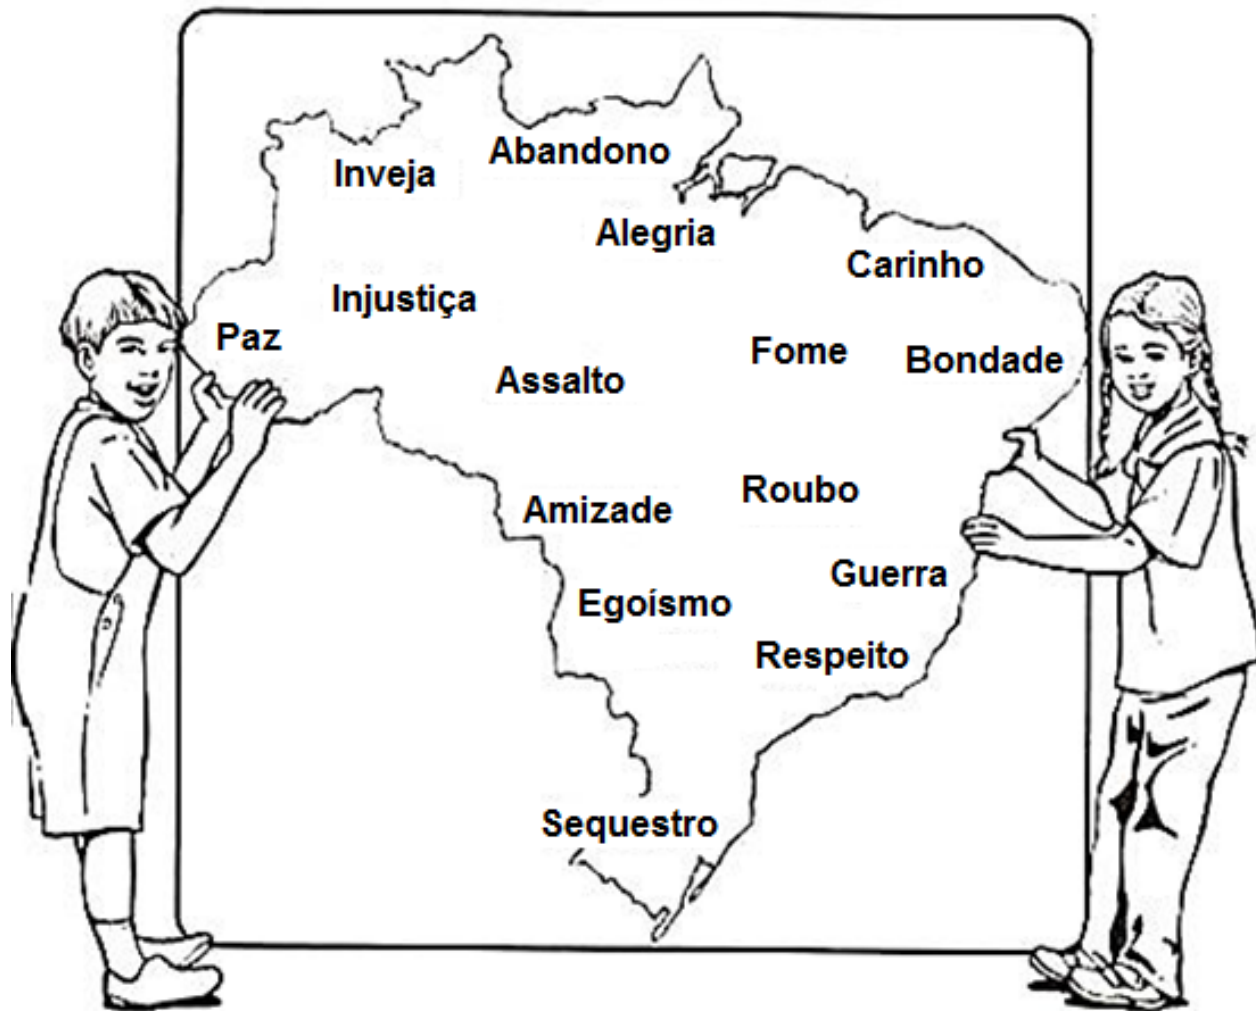 Abandono
Inveja
Alegria
Carinho
Injustiça
Paz
Fome
Bondade
Assalto
Roubo
Amizade
Guerra
Egoísmo
Respeito
Sequestro